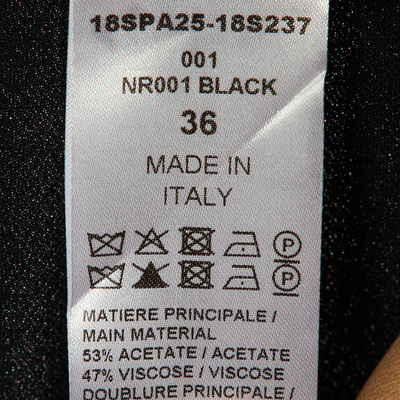 18SPA25-18S237
001
NR001 BLACK
36
MADE IN
ITALY
P
P
MATIERE PRINCIPALE /
MAIN MATERIAL
53% ACETATE / ACETATE
47% VISCOSE / VISCOSE
DOUBLURE PRINCIPALE /